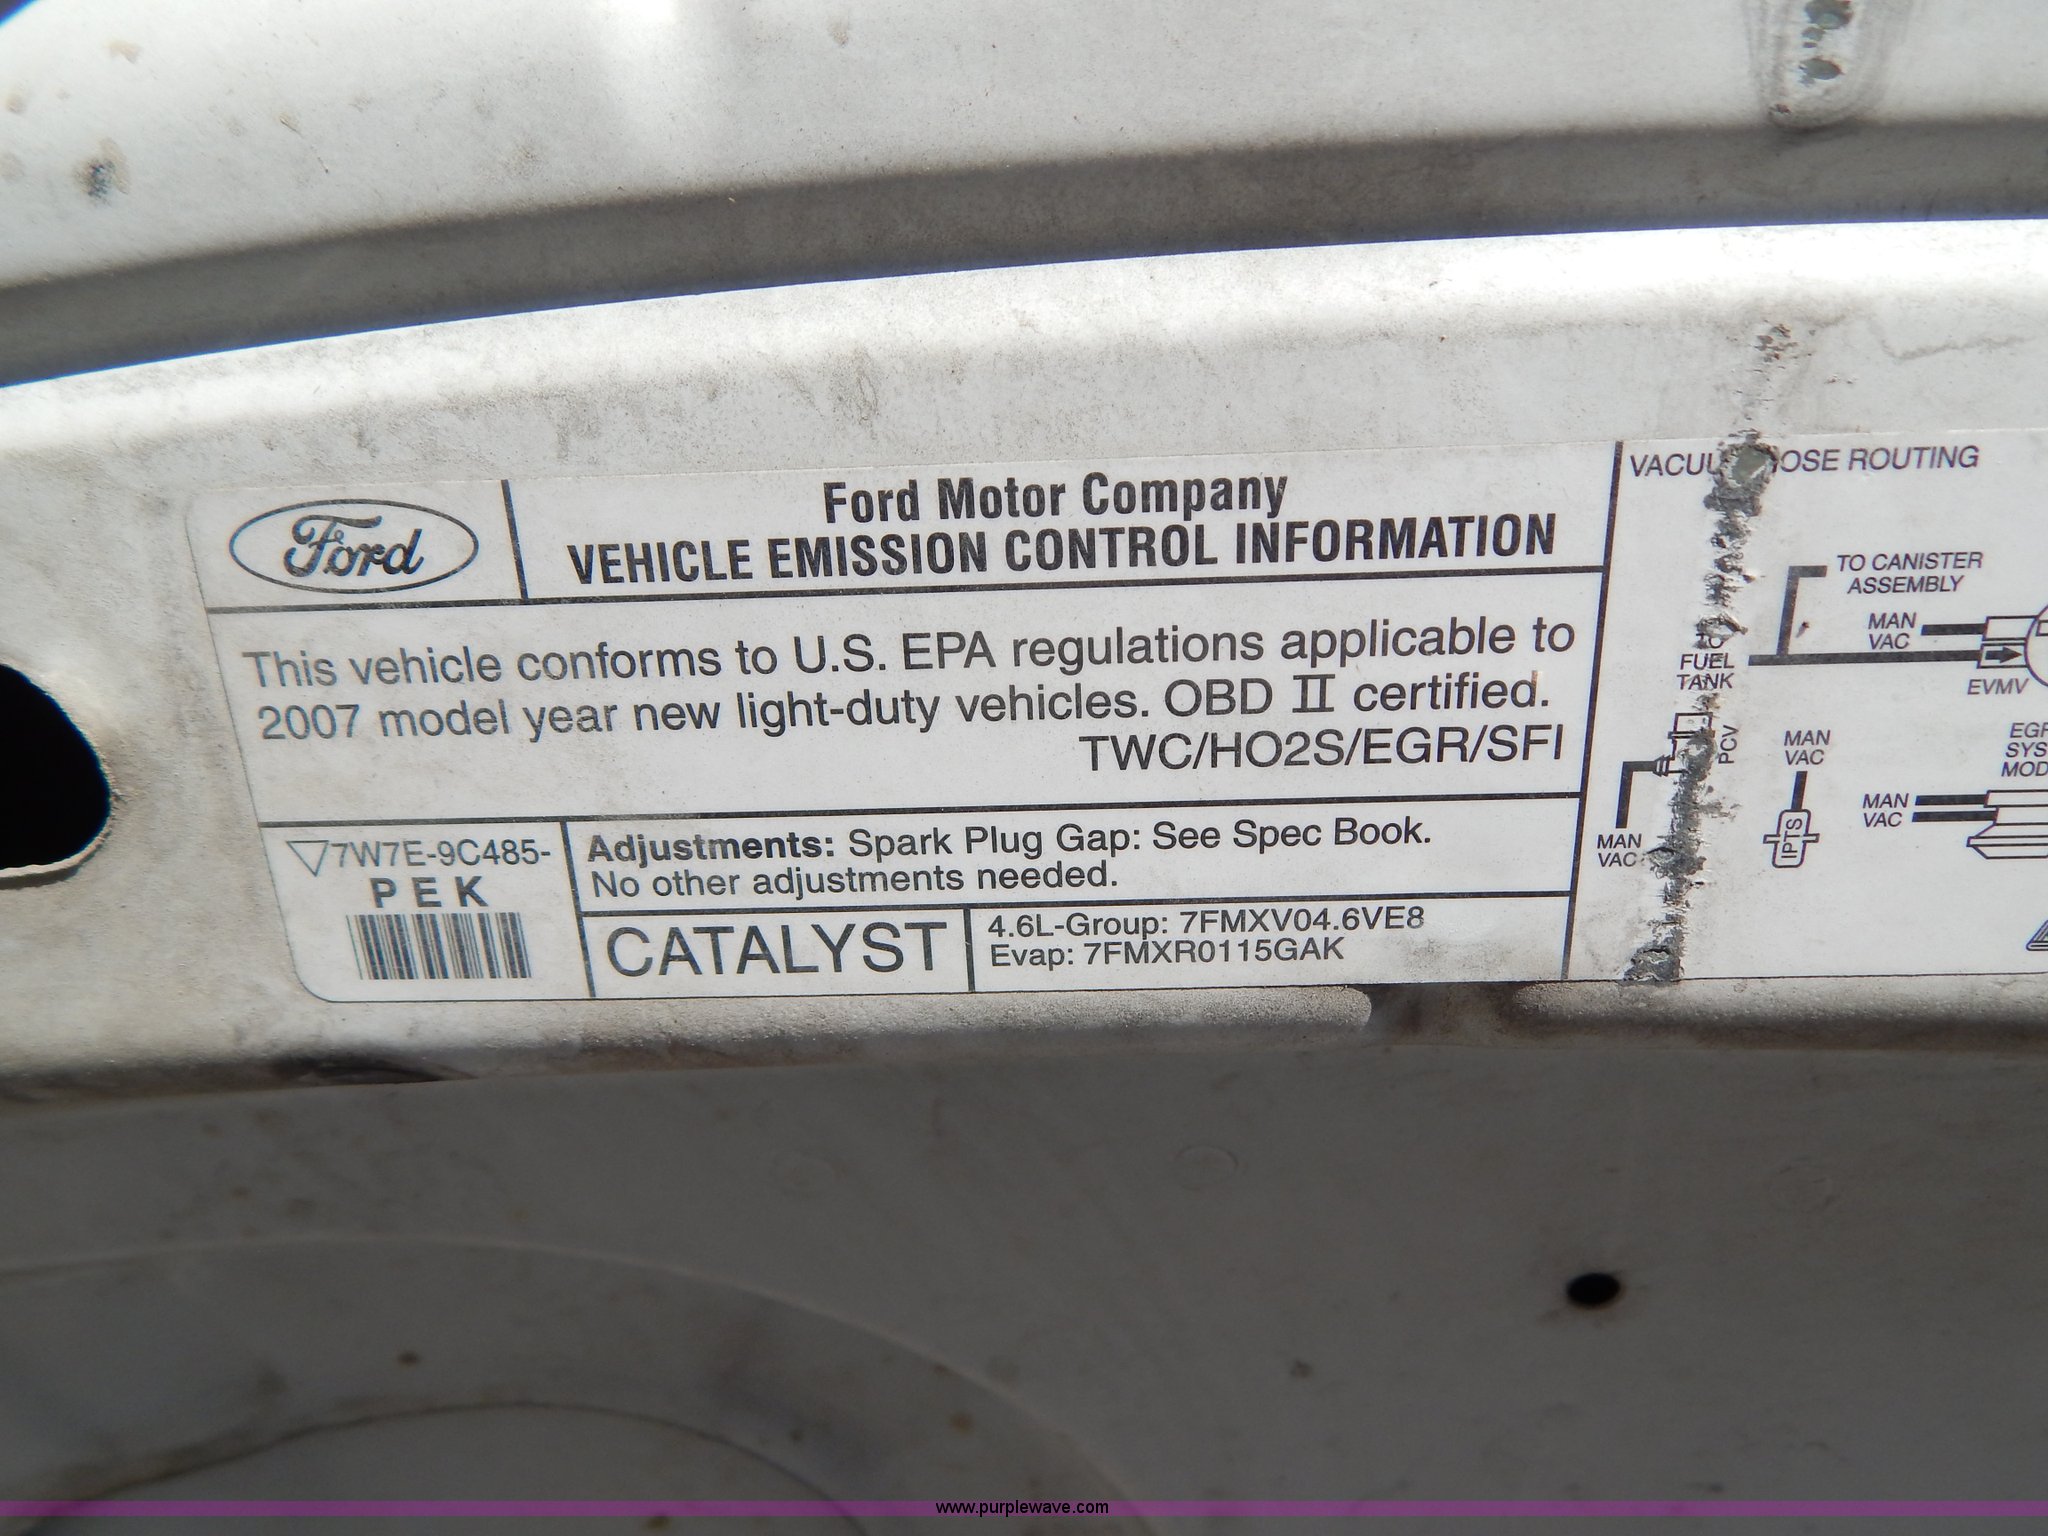 Ford
Ford Motor Company
VEHICLE EMISSION CONTROL INFORMATION
This vehicle conforms to U.S. EPA regulations applicable to
2007 model year new light-duty vehicles. OBD II certified.
TWC/HO2S/EGR/SFI
7W7E-9C485-
PEK
Adjustments: Spark Plug Gap: See Spec Book.
No other adjustments needed.
CATALYST
4.6L-Group: 7FMXV04.6VE8
Evap: 7FMXR0115GAK
ROUTING
TO CANISTER
ASSEMBLY
MAN
VAC
FUEL
TANK
EVMV
PCV
MAN
VAC
MAN
VAC
IPTS
MAN
VAC
www.purplewave.com